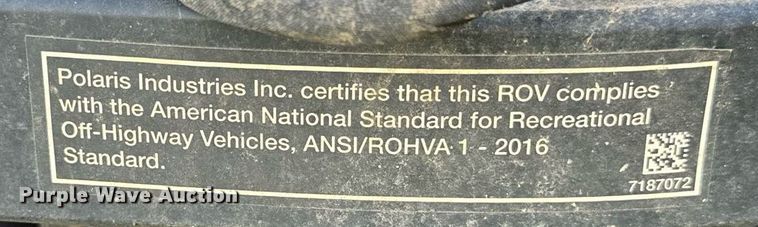 Polaris Industries Inc. certifies that this ROV complies
with the American National Standard for Recreational
Off-Highway Vehicles, ANSI/ROHVA 1 - 2016
Standard.
7187072
Purple Wave Auction